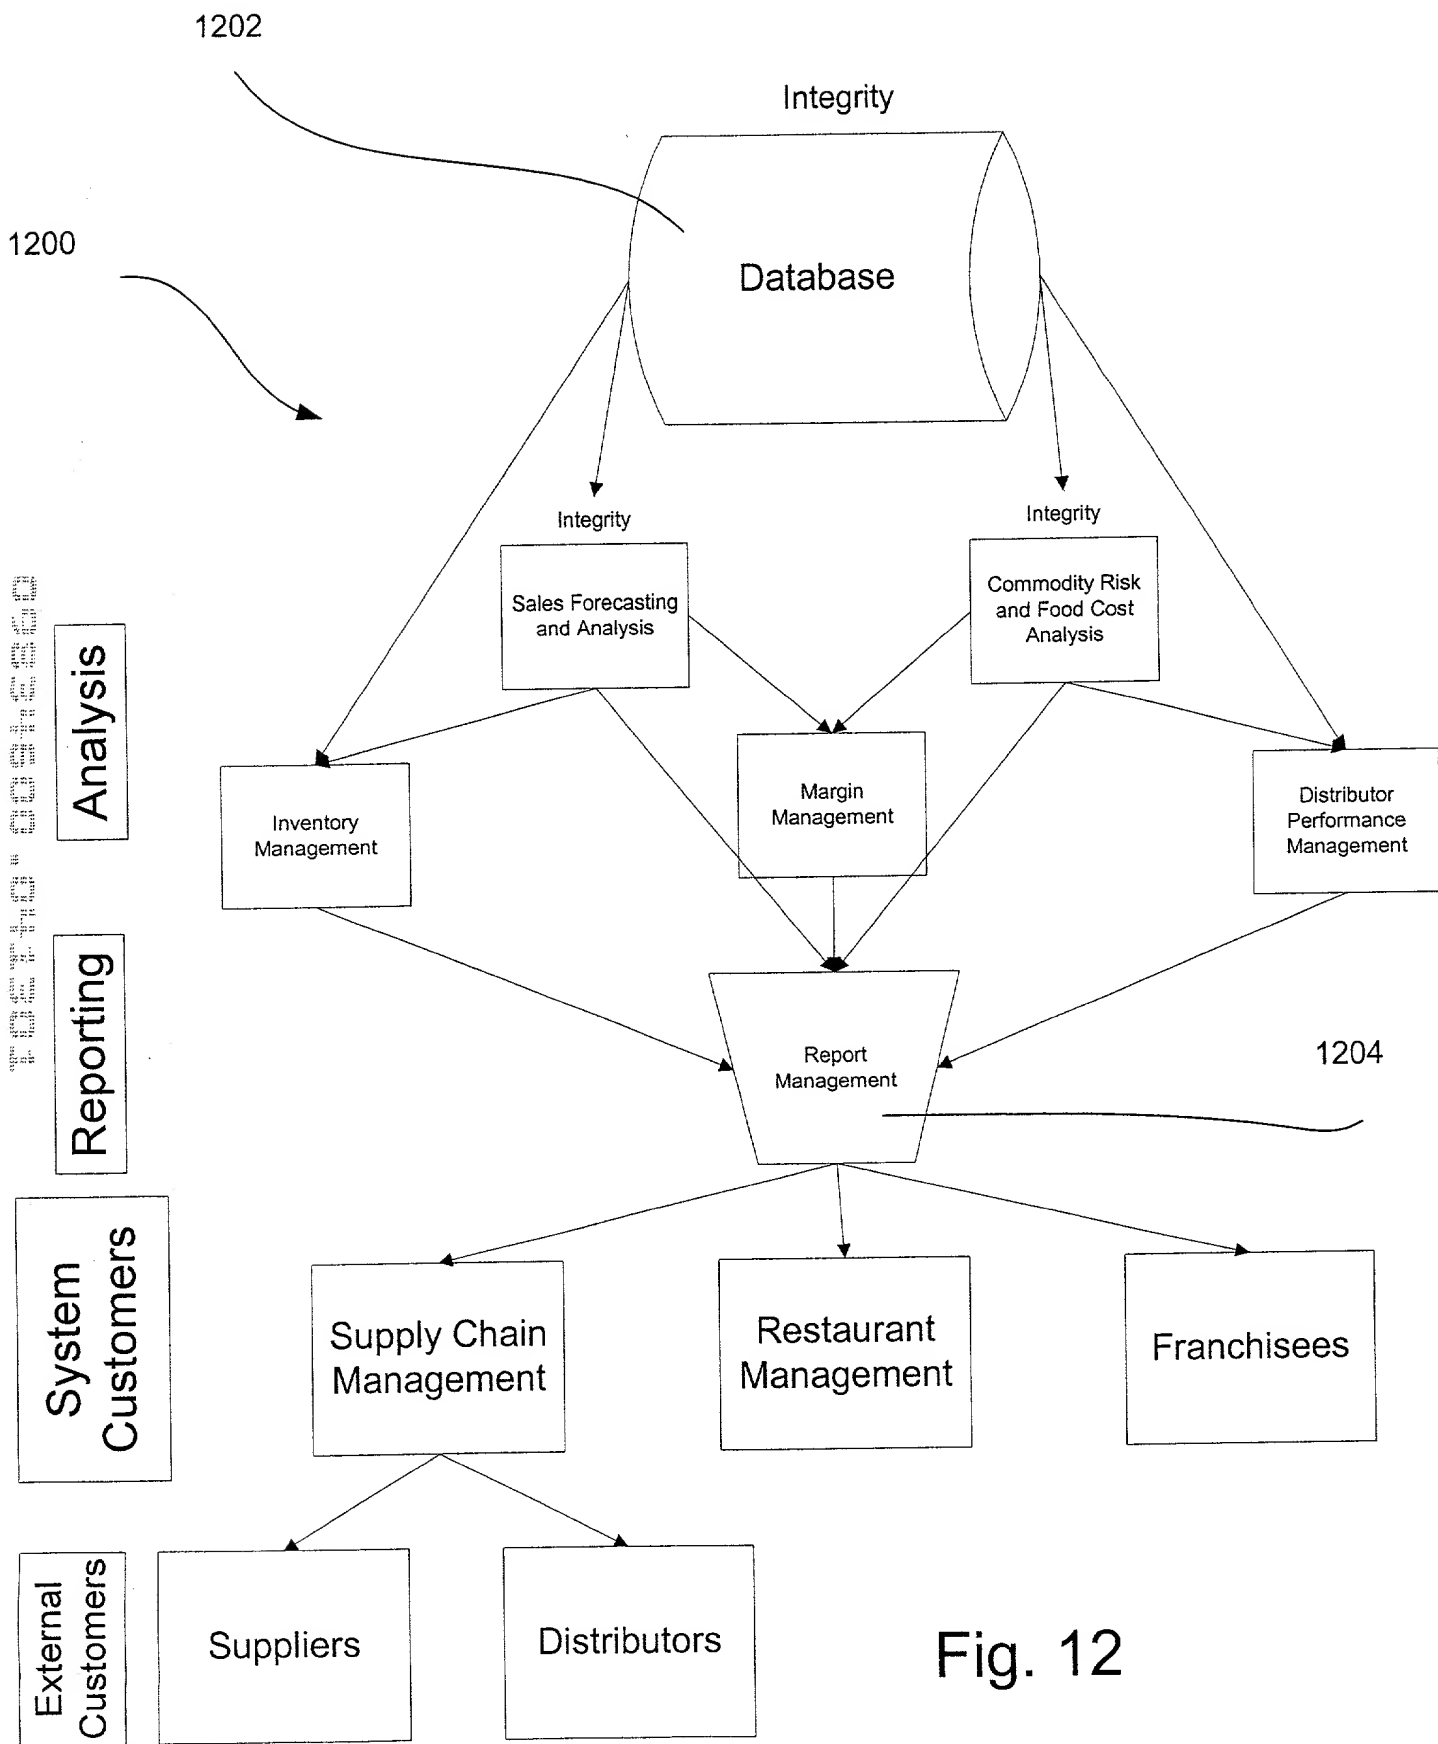 1202
Integrity
1200
Database
Integrity
Integrity
Sales Forecasting
and Analysis
Commodity Risk
and Food Cost
Analysis
Analysis
Inventory
Management
Margin
Management
Distributor
Performance
Management
Reporting
Report
Management
1204
System
Customers
Supply Chain
Management
Restaurant
Management
Franchisees
External
Customers
Suppliers
Distributors
Fig. 12